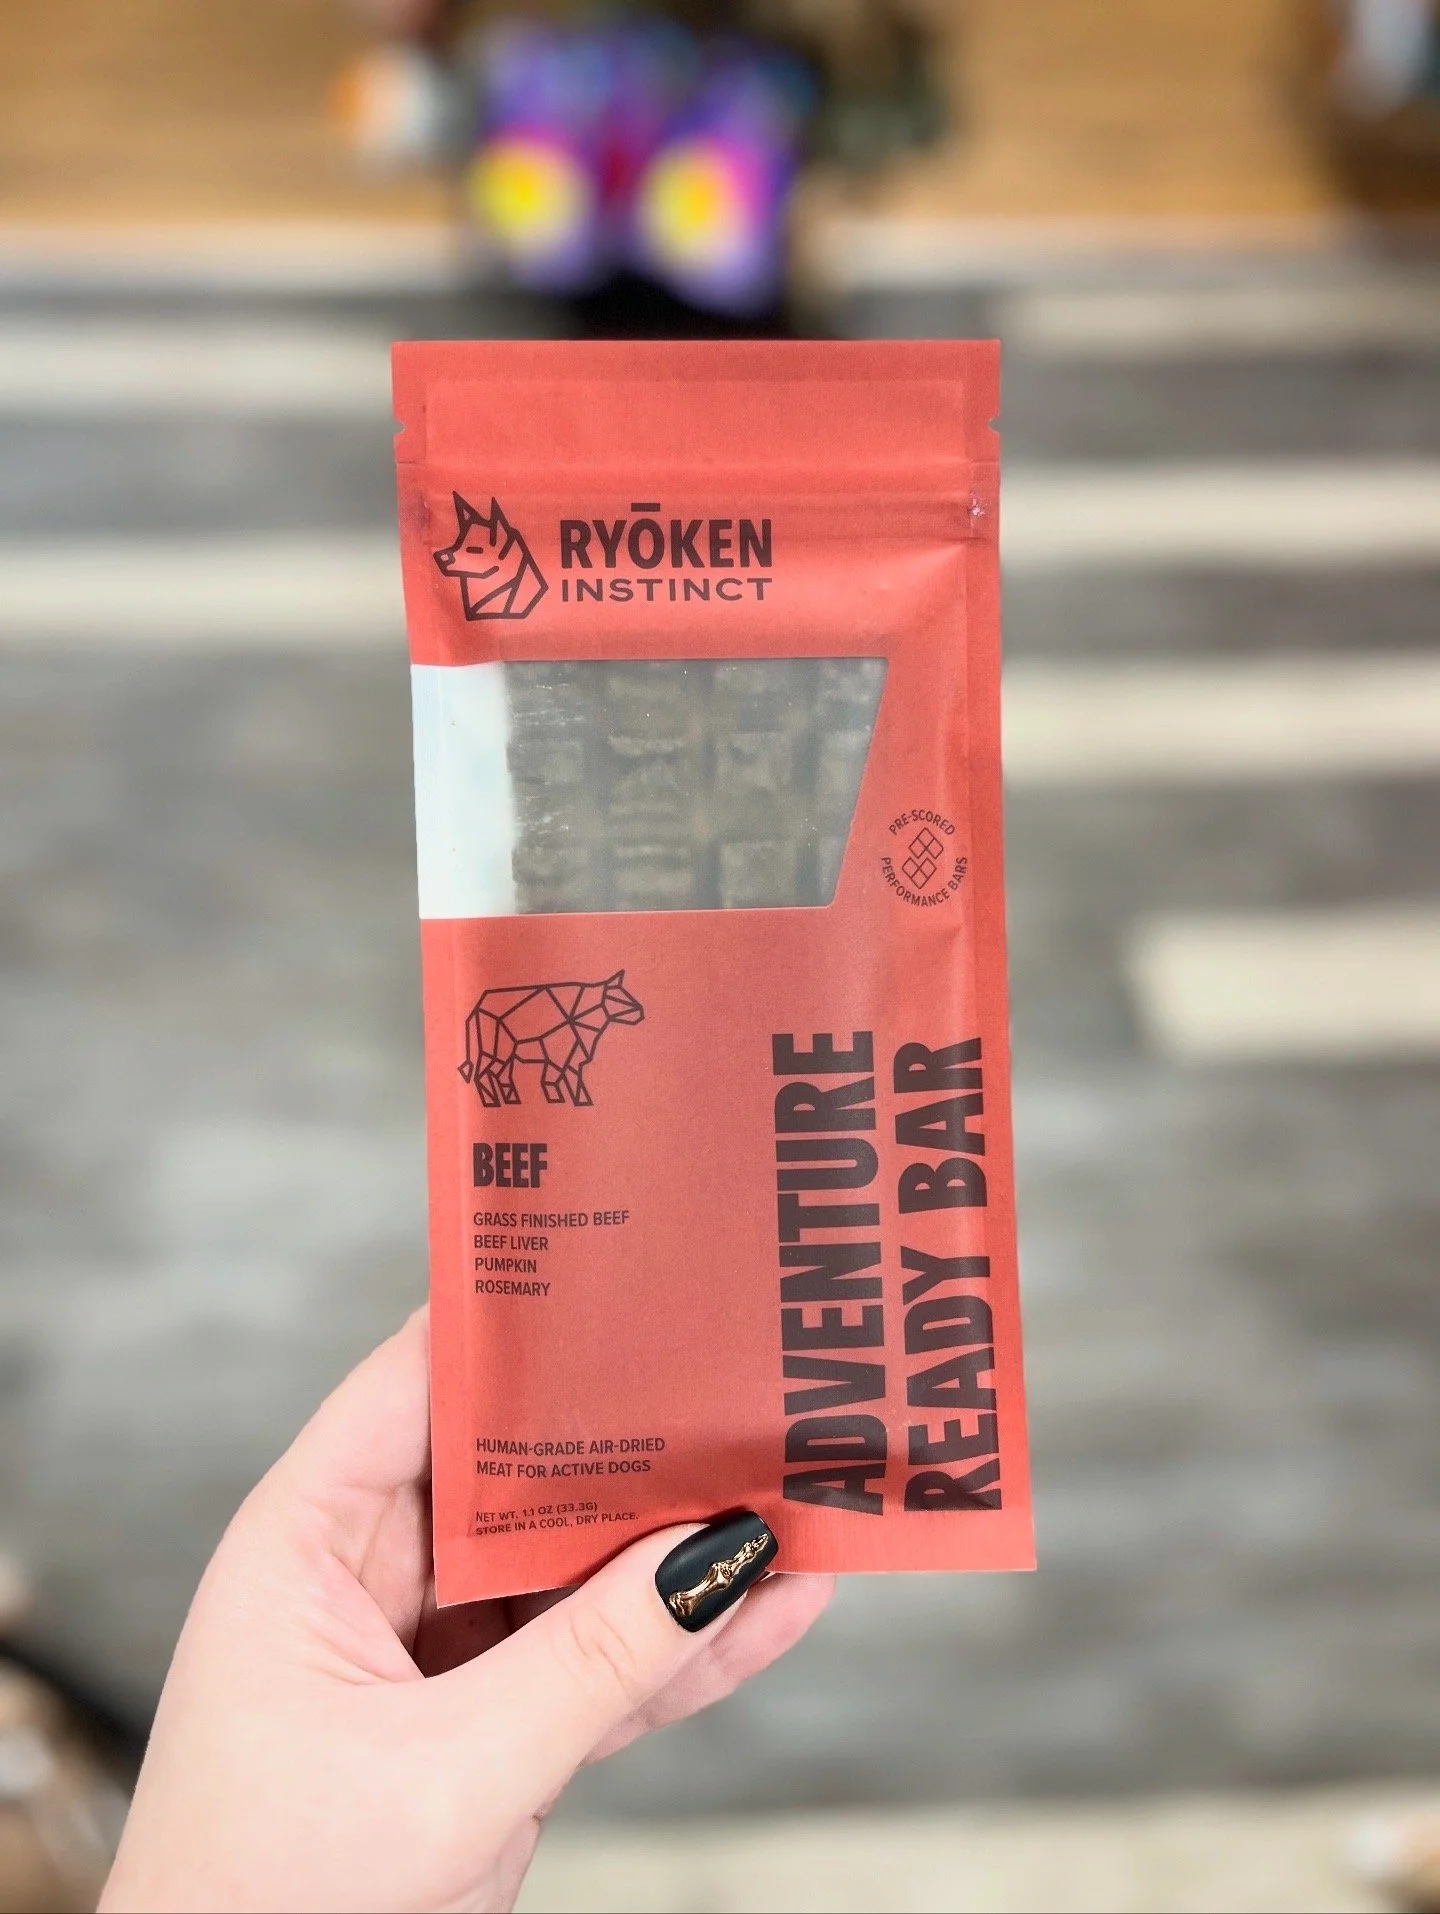 RYŌKEN
INSTINCT
PRE-SCORED
PERFORMANCE BARS
BEEF
GRASS FINISHED BEEF
BEEF LIVER
PUMPKIN
ROSEMARY
ADVENTURE
READY BAR
HUMAN-GRADE AIR-DRIED
MEAT FOR ACTIVE DOGS
NET WT. 1.1 OZ (33.3G)
STORE IN A COOL, DRY PLACE.